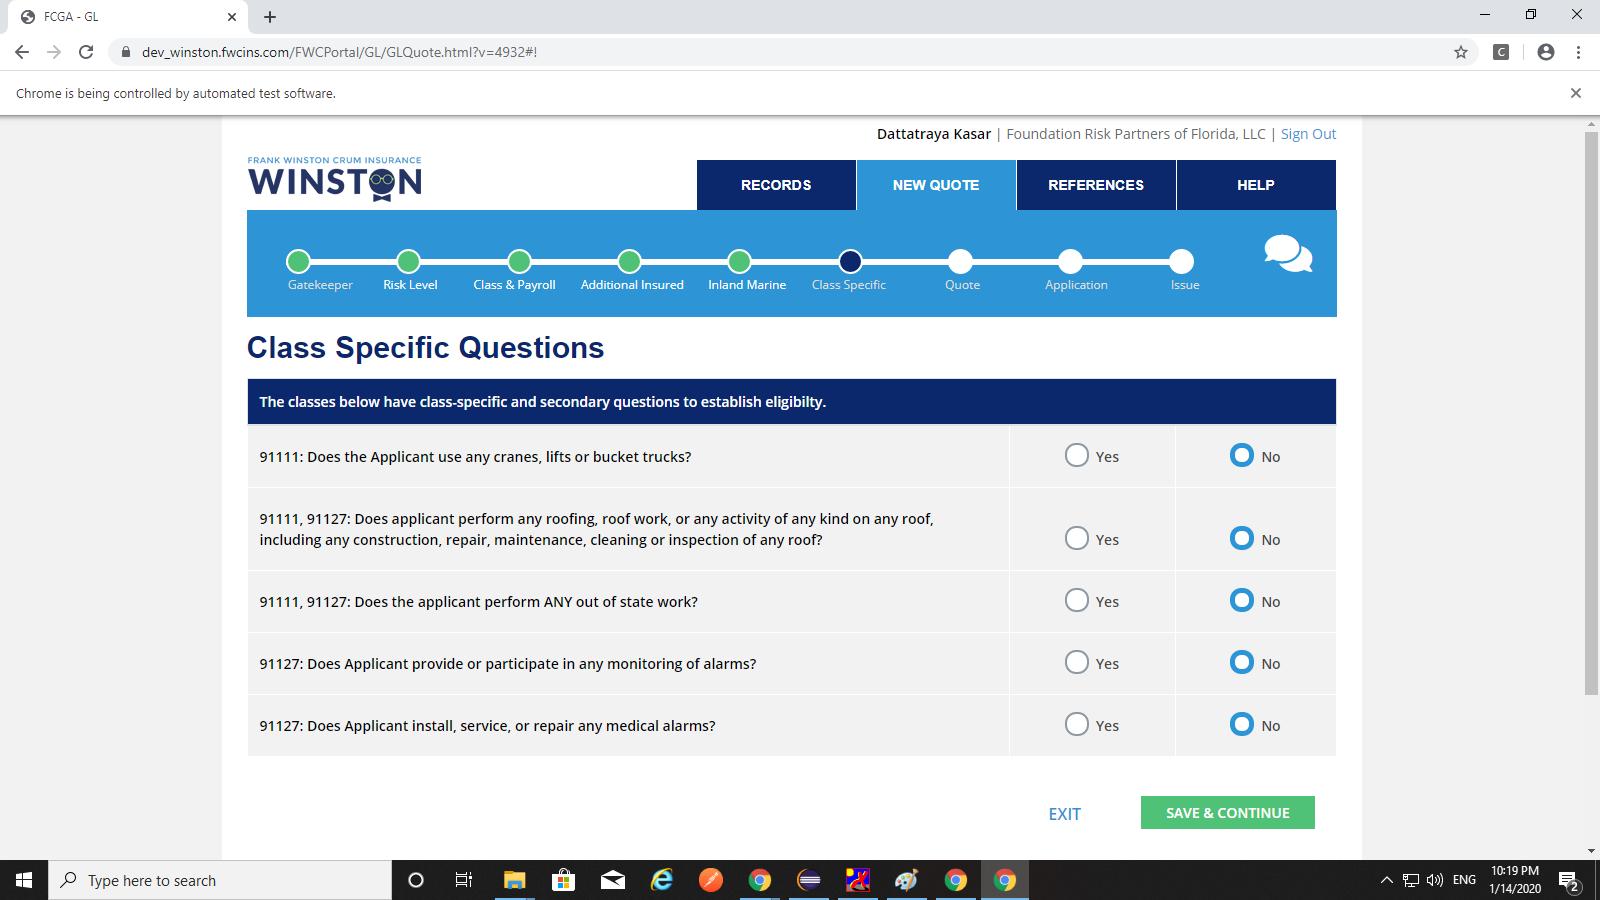 FCGA - GL
dev_winston.fwcins.com/FWCPortal/GL/GLQuote.html?v=4932#!
C
Chrome is being controlled by automated test software.
Dattatraya Kasar | Foundation Risk Partners of Florida, LLC | Sign Out
FRANK WINSTON CRUM INSURANCE
WINSTON
RECORDS NEW QUOTE REFERENCES HELP
Gatekeeper Risk Level Class & Payroll Additional Insured Inland Marine Class Specific Quote Application Issue
Class Specific Questions
The classes below have class-specific and secondary questions to establish eligibilty.
91111: Does the Applicant use any cranes, lifts or bucket trucks? Yes No
91111, 91127: Does applicant perform any roofing, roof work, or any activity of any kind on any roof,
including any construction, repair, maintenance, cleaning or inspection of any roof? Yes No
91111, 91127: Does the applicant perform ANY out of state work? Yes No
91127: Does Applicant provide or participate in any monitoring of alarms? Yes No
91127: Does Applicant install, service, or repair any medical alarms? Yes No
EXIT SAVE & CONTINUE
Type here to search
ENG
10:19 PM
1/14/2020
2